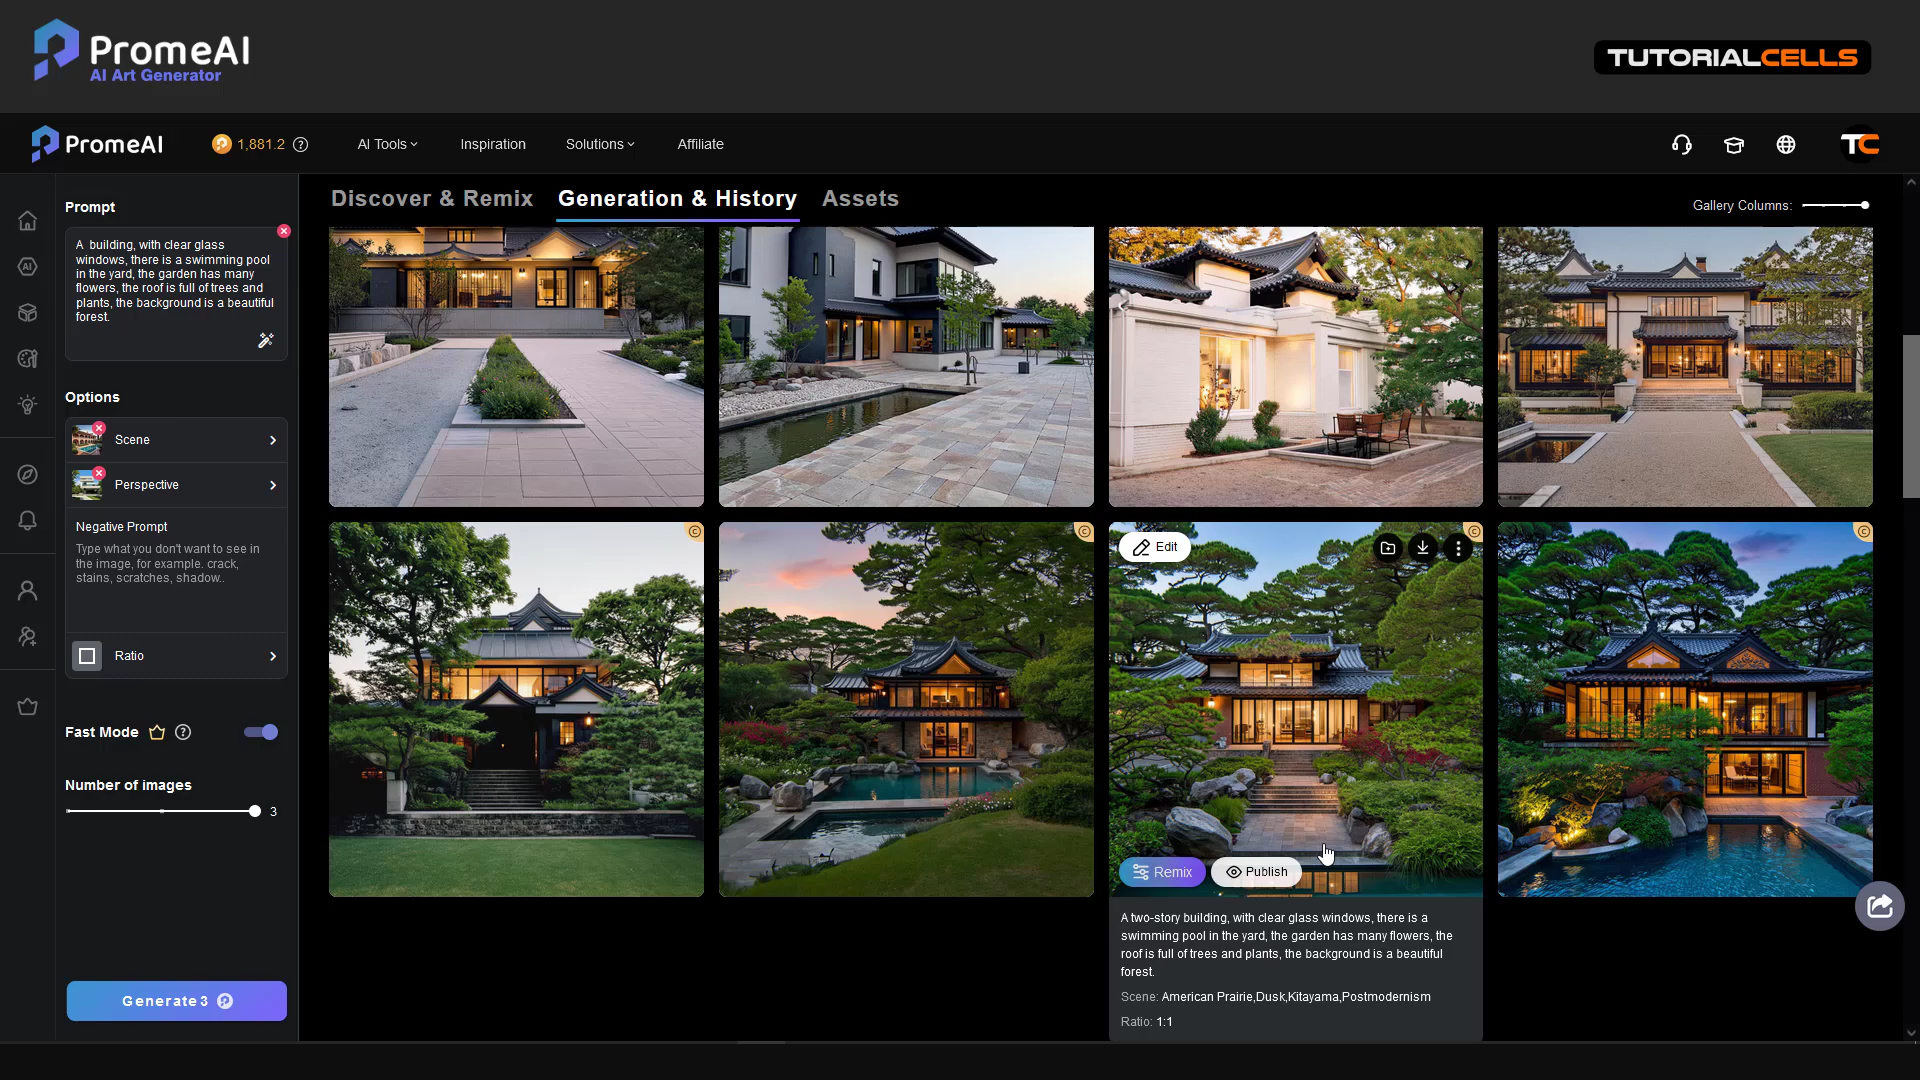 PromeAI
AI Art Generator
TUTORIALCELLS
PromeAI
1,881.2
AI Tools
Inspiration
Solutions
Affiliate
TC
Prompt
A  building, with clear glass
windows, there is a swimming pool
in the yard, the garden has many
flowers, the roof is full of trees and
plants, the background is a beautiful
forest.
Options
Scene
Perspective
Negative Prompt
Type what you don't want to see in
the image, for example. crack,
stains, scratches, shadow..
Ratio
Fast Mode
Number of images
3
Generate 3
Discover & Remix
Generation & History
Assets
Gallery Columns:
Edit
Remix
Publish
A two-story building, with clear glass windows, there is a
swimming pool in the yard, the garden has many flowers, the
roof is full of trees and plants, the background is a beautiful
forest.
Scene: American Prairie,Dusk,Kitayama,Postmodernism
Ratio: 1:1